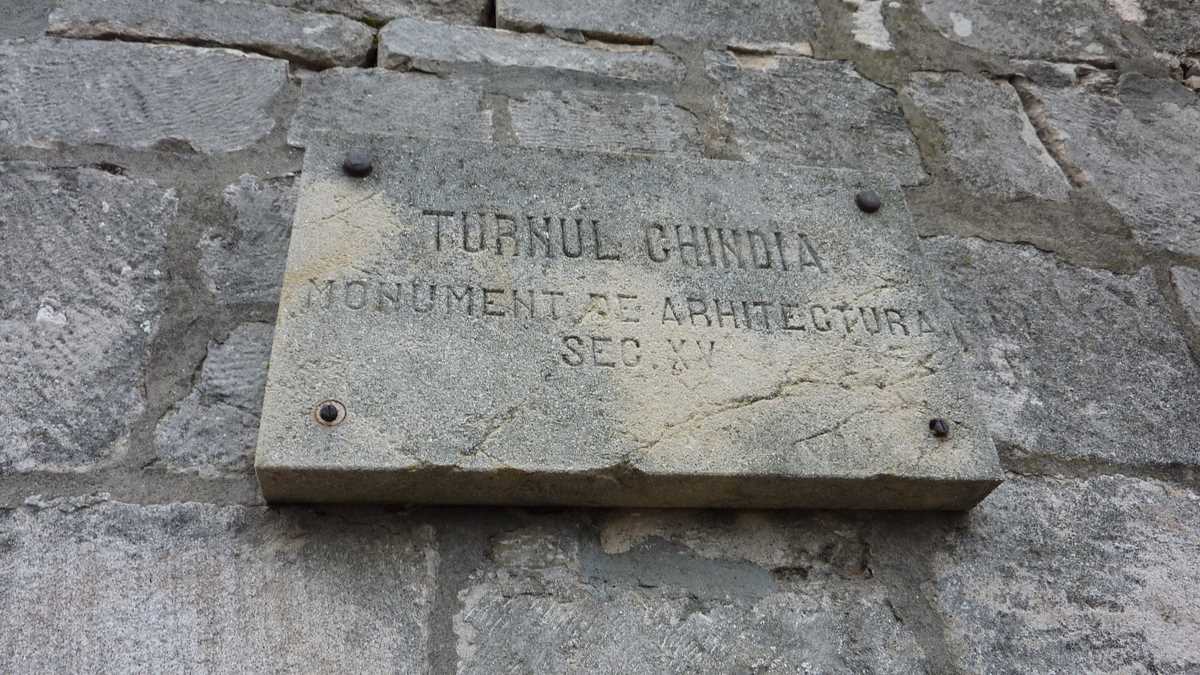 TURNUL CHINDIA
MONUMENT DE ARHITECTURA
SEC. XV